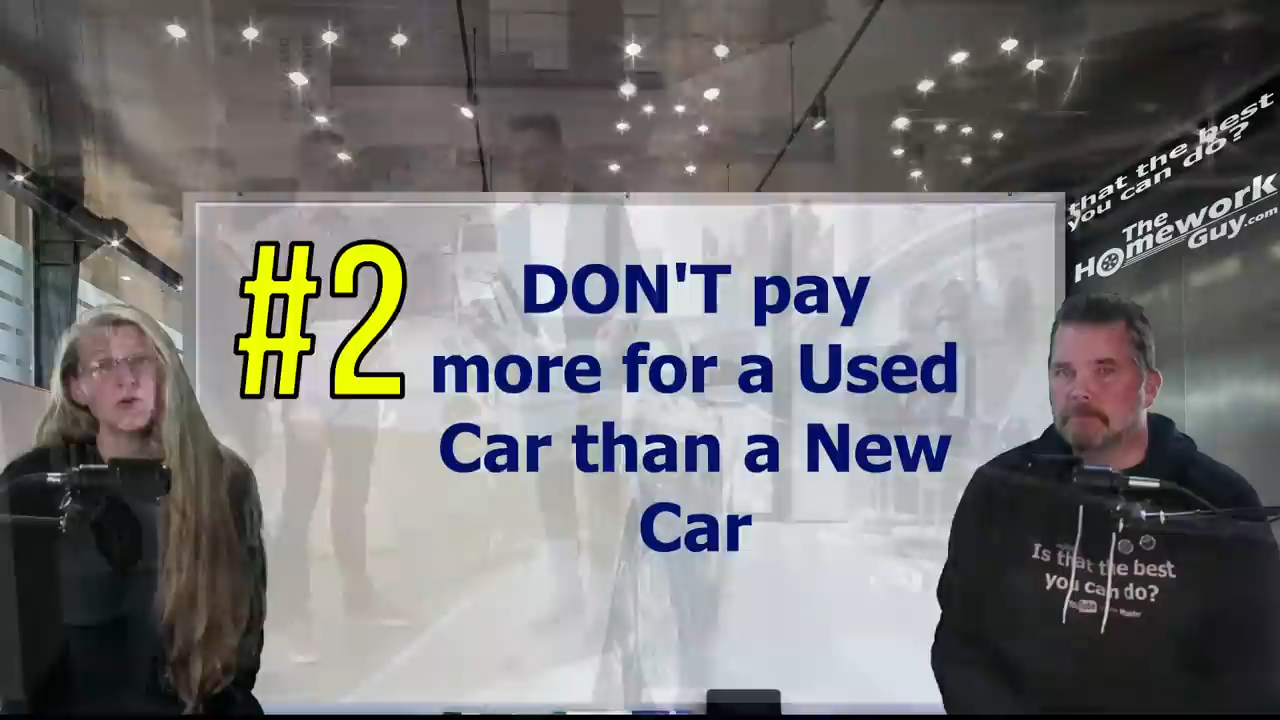 #2
DON'T pay
more for a Used
Car than a New
Car
that the best
you can do?
The
Homework
Guy.com
Is that the best
you can do?
YouTube